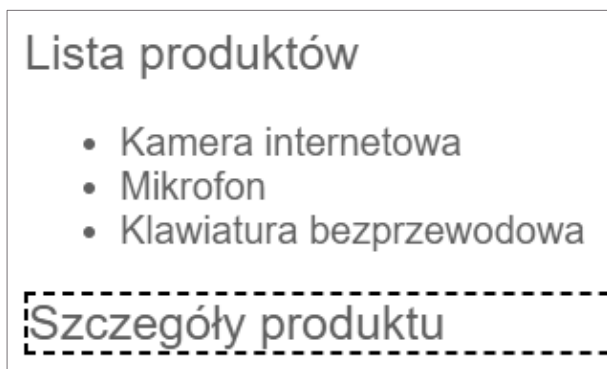 Lista produktów
• Kamera internetowa
• Mikrofon
• Klawiatura bezprzewodowa
Szczegóły produktu